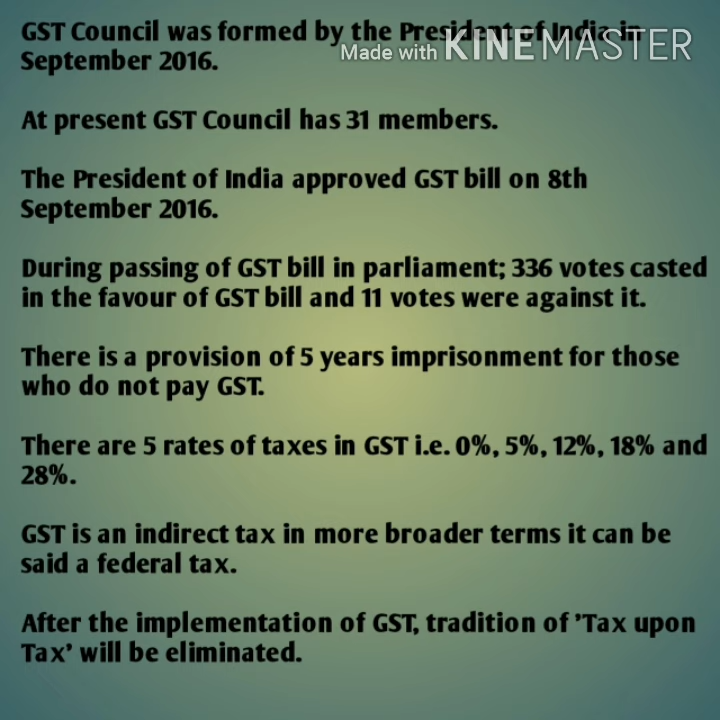 GST Council was formed by the President of India in
Made with KINEMASTER
September 2016.
At present GST Council has 31 members.
The President of India approved GST bill on 8th
September 2016.
During passing of GST bill in parliament; 336 votes casted
in the favour of GST bill and 11 votes were against it.
There is a provision of 5 years imprisonment for those
who do not pay GST.
There are 5 rates of taxes in GST i.e. 0%, 5%, 12%, 18% and
28%.
GST is an indirect tax in more broader terms it can be
said a federal tax.
After the implementation of GST, tradition of 'Tax upon
Tax' will be eliminated.